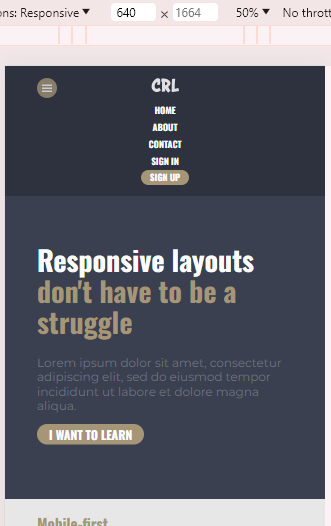 ons: Responsive 640 × 1664 50% No thrott
CRL
HOME
ABOUT
CONTACT
SIGN IN
SIGN UP
Responsive layouts
don't have to be a
struggle
Lorem ipsum dolor sit amet, consectetur
adipiscing elit, sed do eiusmod tempor
incididunt ut labore et dolore magna
aliqua.
I WANT TO LEARN
Mobile-first